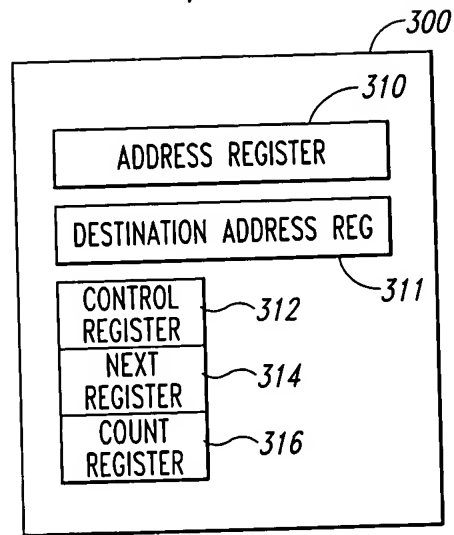 300
310
ADDRESS REGISTER
DESTINATION ADDRESS REG
311
CONTROL
REGISTER
312
NEXT
REGISTER
314
COUNT
REGISTER
316